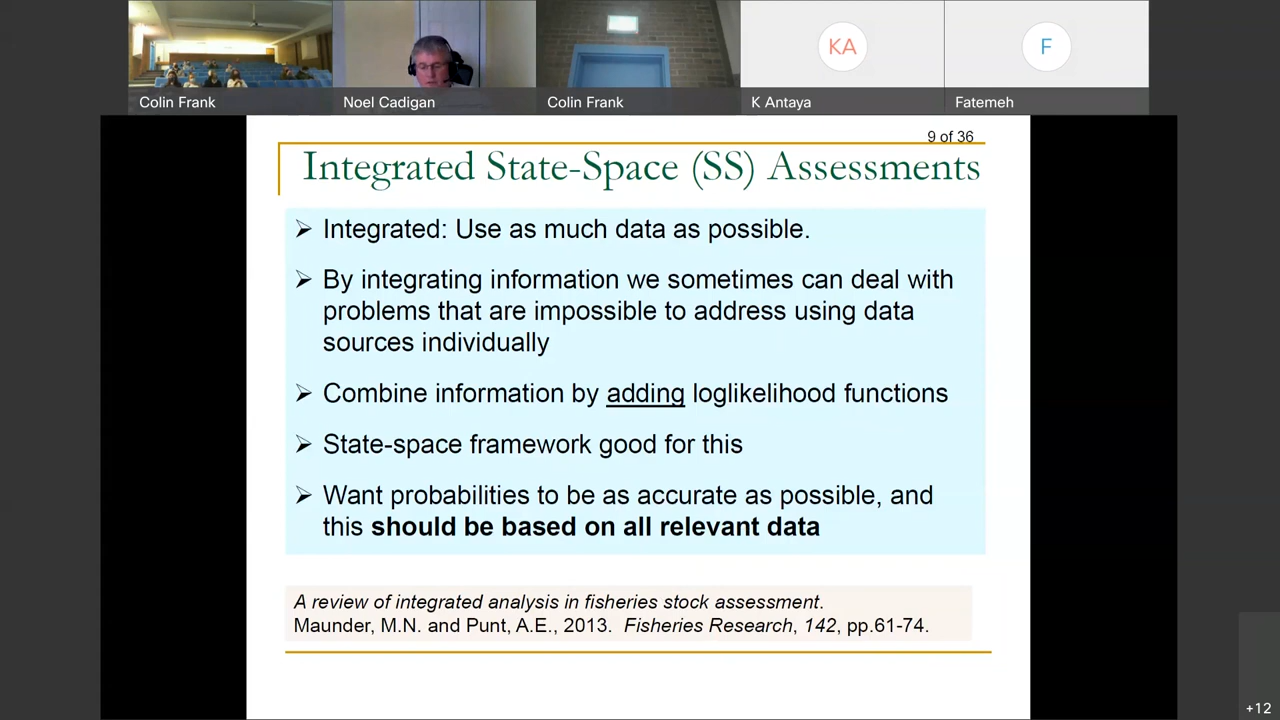 KA
F
Colin Frank
Noel Cadigan
Colin Frank
K Antaya
Fatemeh
9 of 36
Integrated State-Space (SS) Assessments
➢ Integrated: Use as much data as possible.
➢ By integrating information we sometimes can deal with
problems that are impossible to address using data
sources individually
➢ Combine information by adding loglikelihood functions
➢ State-space framework good for this
➢ Want probabilities to be as accurate as possible, and
this should be based on all relevant data
A review of integrated analysis in fisheries stock assessment.
Maunder, M.N. and Punt, A.E., 2013. Fisheries Research, 142, pp.61-74.
+12